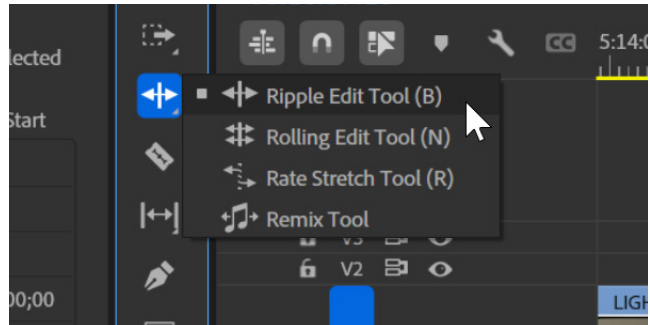 lected
Start
00;00
CC
5:14:0
Ripple Edit Tool (B)
Rolling Edit Tool (N)
Rate Stretch Tool (R)
Remix Tool
V3
V2
LIGH